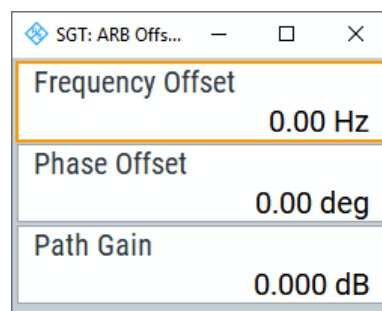 SGT: ARB Offs...
Frequency Offset
0.00 Hz
Phase Offset
0.00 deg
Path Gain
0.000 dB